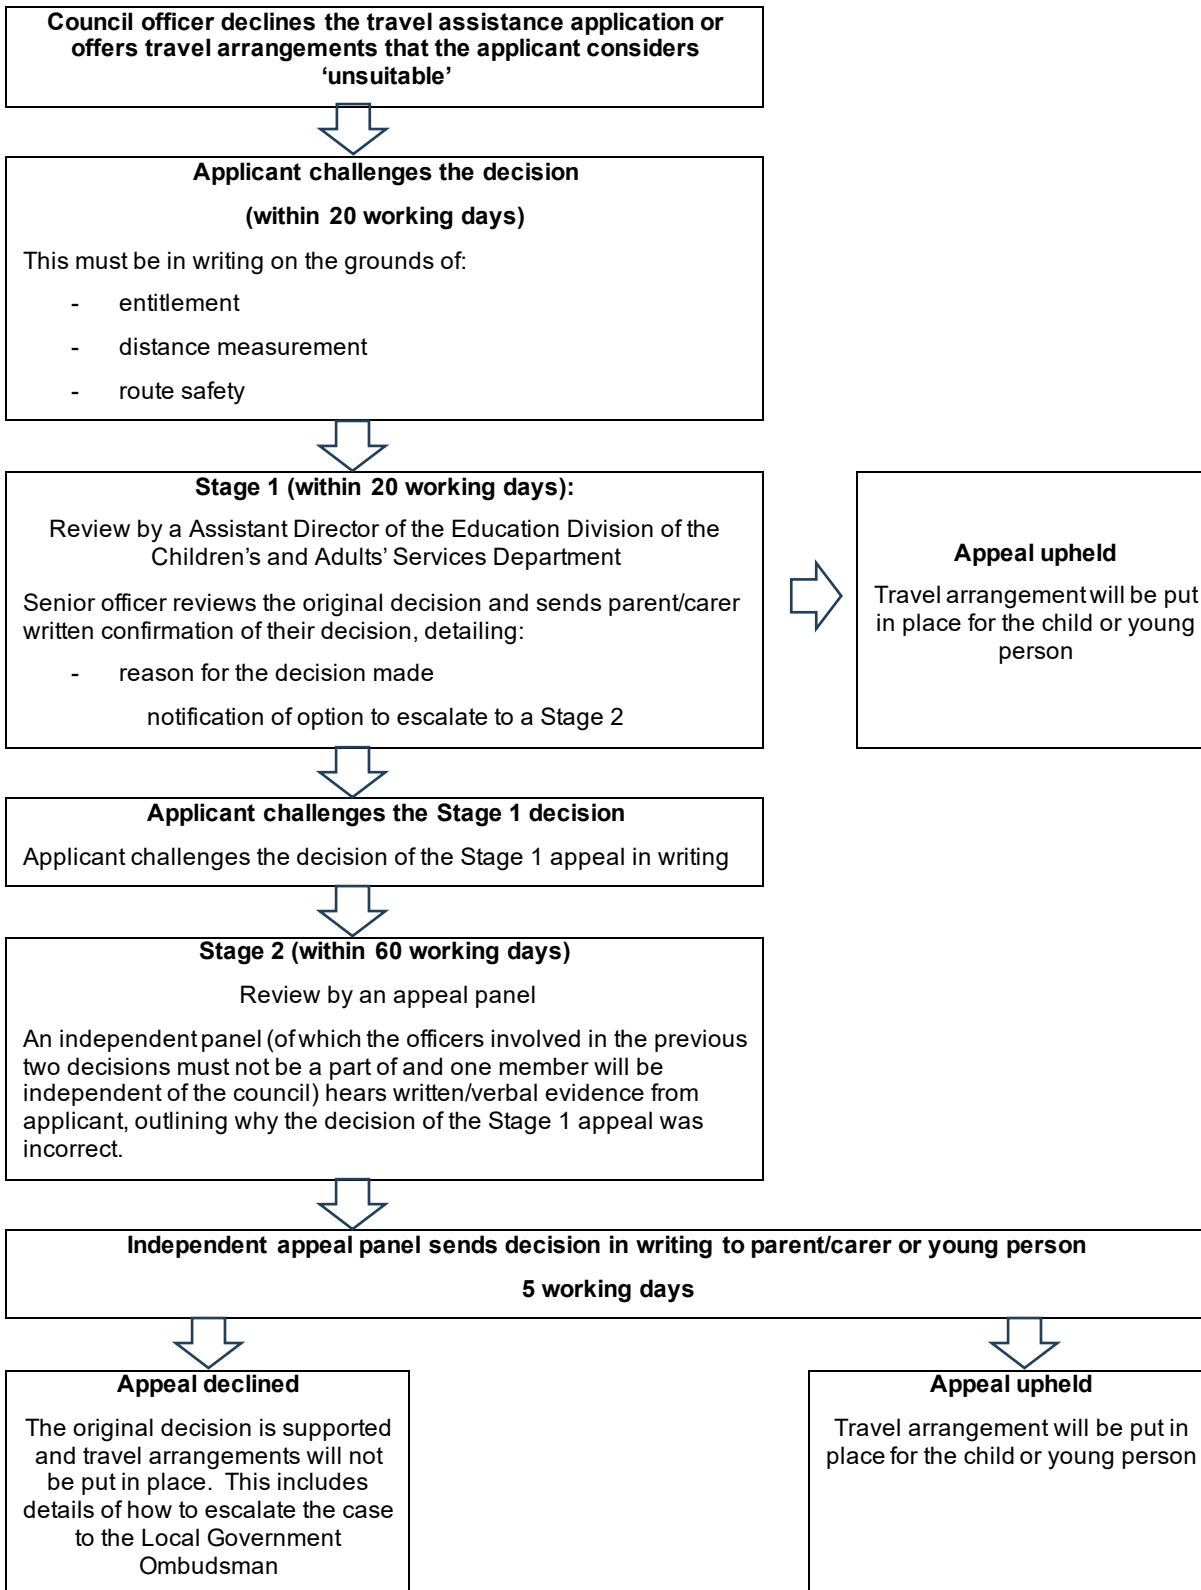 Council officer declines the travel assistance application or
offers travel arrangements that the applicant considers
‘unsuitable’
Applicant challenges the decision
(within 20 working days)
This must be in writing on the grounds of:
- entitlement
- distance measurement
- route safety
Stage 1 (within 20 working days):
Review by a Assistant Director of the Education Division of the
Children’s and Adults’ Services Department
Senior officer reviews the original decision and sends parent/carer
written confirmation of their decision, detailing:
- reason for the decision made
notification of option to escalate to a Stage 2
Appeal upheld
Travel arrangement will be put
in place for the child or young
person
Applicant challenges the Stage 1 decision
Applicant challenges the decision of the Stage 1 appeal in writing
Stage 2 (within 60 working days)
Review by an appeal panel
An independent panel (of which the officers involved in the previous
two decisions must not be a part of and one member will be
independent of the council) hears written/verbal evidence from
applicant, outlining why the decision of the Stage 1 appeal was
incorrect.
Independent appeal panel sends decision in writing to parent/carer or young person
5 working days
Appeal declined
The original decision is supported
and travel arrangements will not
be put in place. This includes
details of how to escalate the case
to the Local Government
Ombudsman
Appeal upheld
Travel arrangement will be put in
place for the child or young person